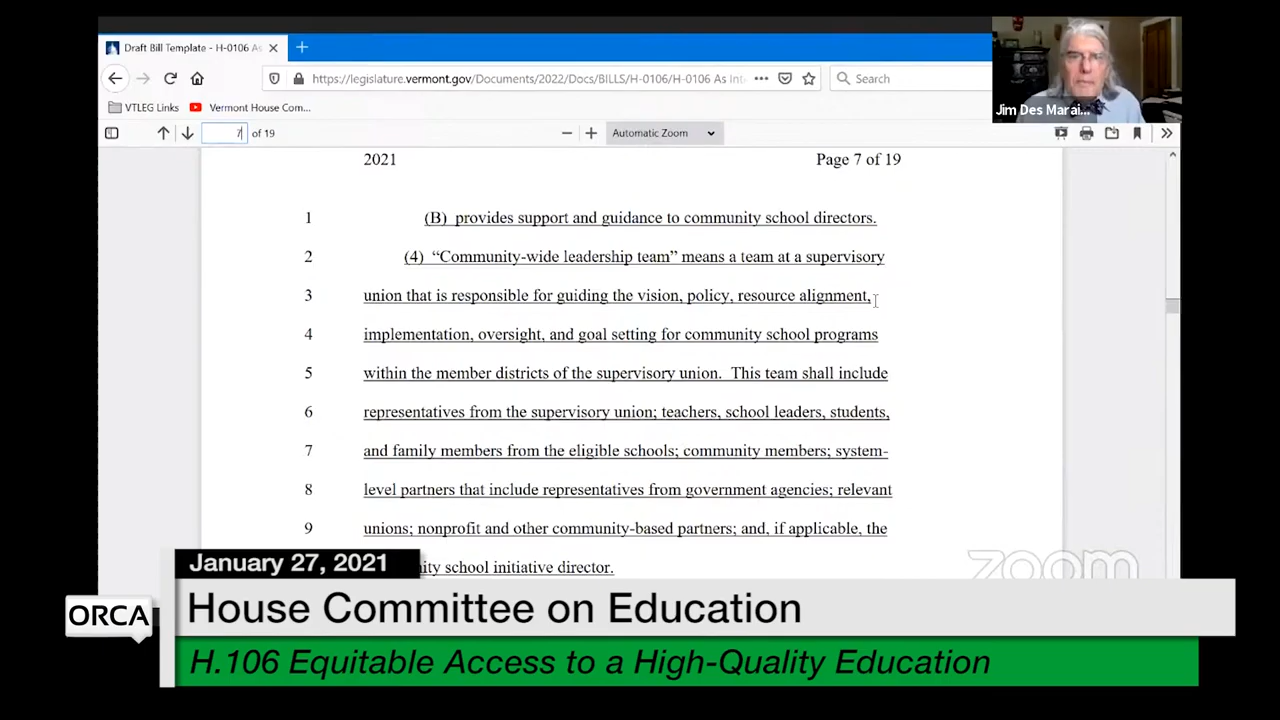 Draft Bill Template - H-0106 As
https://legislature.vermont.gov/Documents/2022/Docs/BILLS/H-0106/H-0106 As Int
Search
VTLEG Links
Vermont House Com...
7 of 19
Automatic Zoom
Jim Des Marai...
2021 Page 7 of 19
1 (B) provides support and guidance to community school directors.
2 (4) “Community-wide leadership team” means a team at a supervisory
3 union that is responsible for guiding the vision, policy, resource alignment,
4 implementation, oversight, and goal setting for community school programs
5 within the member districts of the supervisory union. This team shall include
6 representatives from the supervisory union; teachers, school leaders, students,
7 and family members from the eligible schools; community members; system-
8 level partners that include representatives from government agencies; relevant
9 unions; nonprofit and other community-based partners; and, if applicable, the
ity school initiative director.
zoom
January 27, 2021
ORCA
House Committee on Education
H.106 Equitable Access to a High-Quality Education